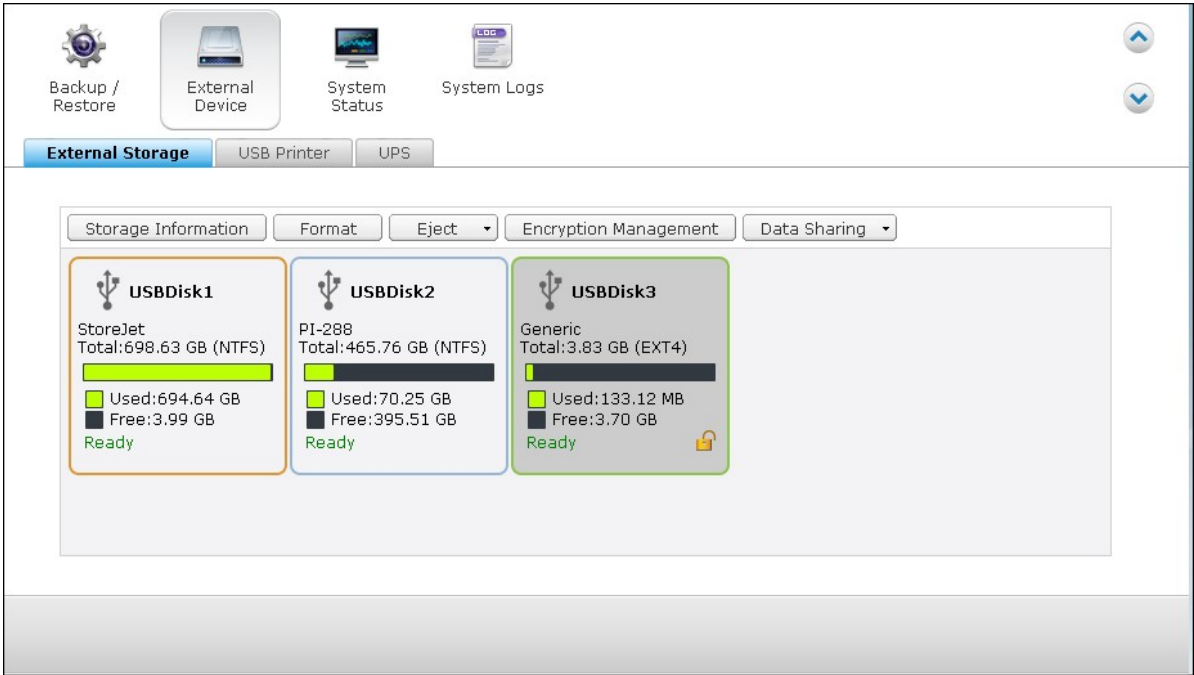 LOG
Backup /
Restore
External
Device
System
Status
System Logs
External Storage
USB Printer
UPS
Storage Information
Format
Eject
Encryption Management
Data Sharing
USBDisk1
StoreJet
Total:698.63 GB (NTFS)
Used:694.64 GB
Free:3.99 GB
Ready
USBDisk2
PI-288
Total:465.76 GB (NTFS)
Used:70.25 GB
Free:395.51 GB
Ready
USBDisk3
Generic
Total:3.83 GB (EXT4)
Used:133.12 MB
Free:3.70 GB
Ready